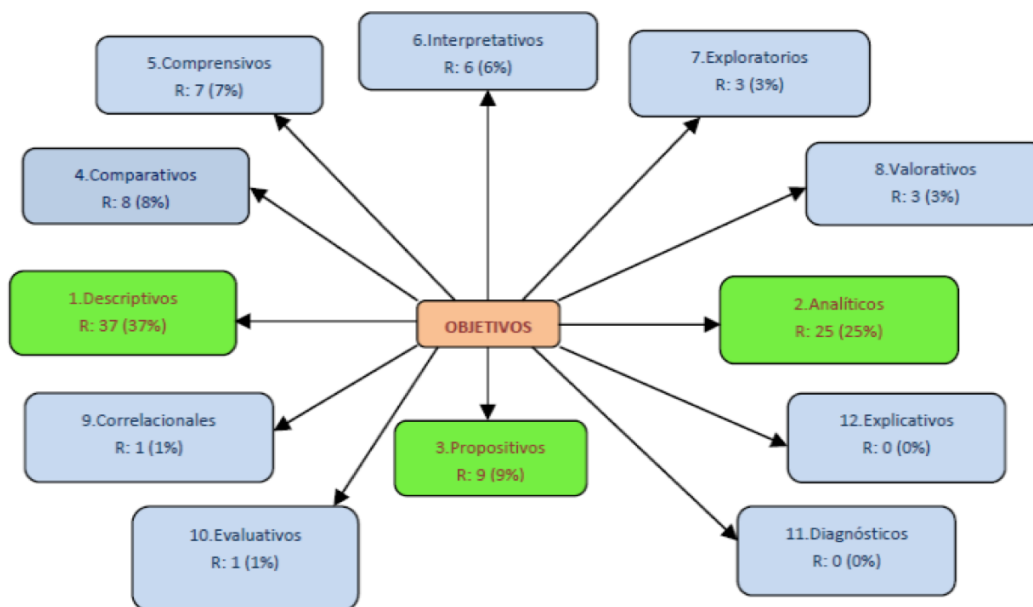 6.Interpretativos
R: 6 (6%)
5.Comprensivos
R: 7 (7%)
7.Exploratorios
R: 3 (3%)
4.Comparativos
R: 8 (8%)
8.Valorativos
R: 3 (3%)
1.Descriptivos
R: 37 (37%)
OBJETIVOS
2.Analíticos
R: 25 (25%)
9.Correlacionales
R: 1 (1%)
3.Propositivos
R: 9 (9%)
12.Explicativos
R: 0 (0%)
10.Evaluativos
R: 1 (1%)
11.Diagnósticos
R: 0 (0%)